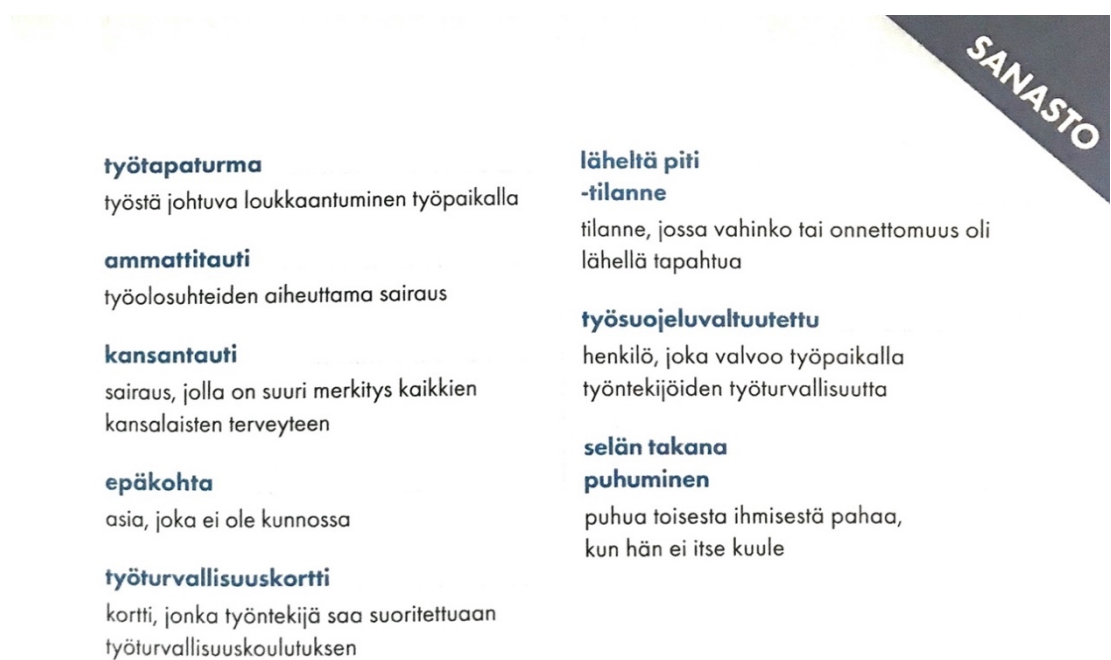 SANASTO
työtapaturma
työstä johtuva loukkaantuminen työpaikalla
ammattitauti
työolosuhteiden aiheuttama sairaus
kansantauti
sairaus, jolla on suuri merkitys kaikkien
kansalaisten terveyteen
epäkohta
asia, joka ei ole kunnossa
työturvallisuuskortti
kortti, jonka työntekijä saa suoritettuaan
työturvallisuuskoulutuksen
läheltä piti
-tilanne
tilanne, jossa vahinko tai onnettomuus oli
lähellä tapahtua
työsuojeluvaltuutettu
henkilö, joka valvoo työpaikalla
työntekijöiden työturvallisuutta
selän takana
puhuminen
puhua toisesta ihmisestä pahaa,
kun hän ei itse kuule